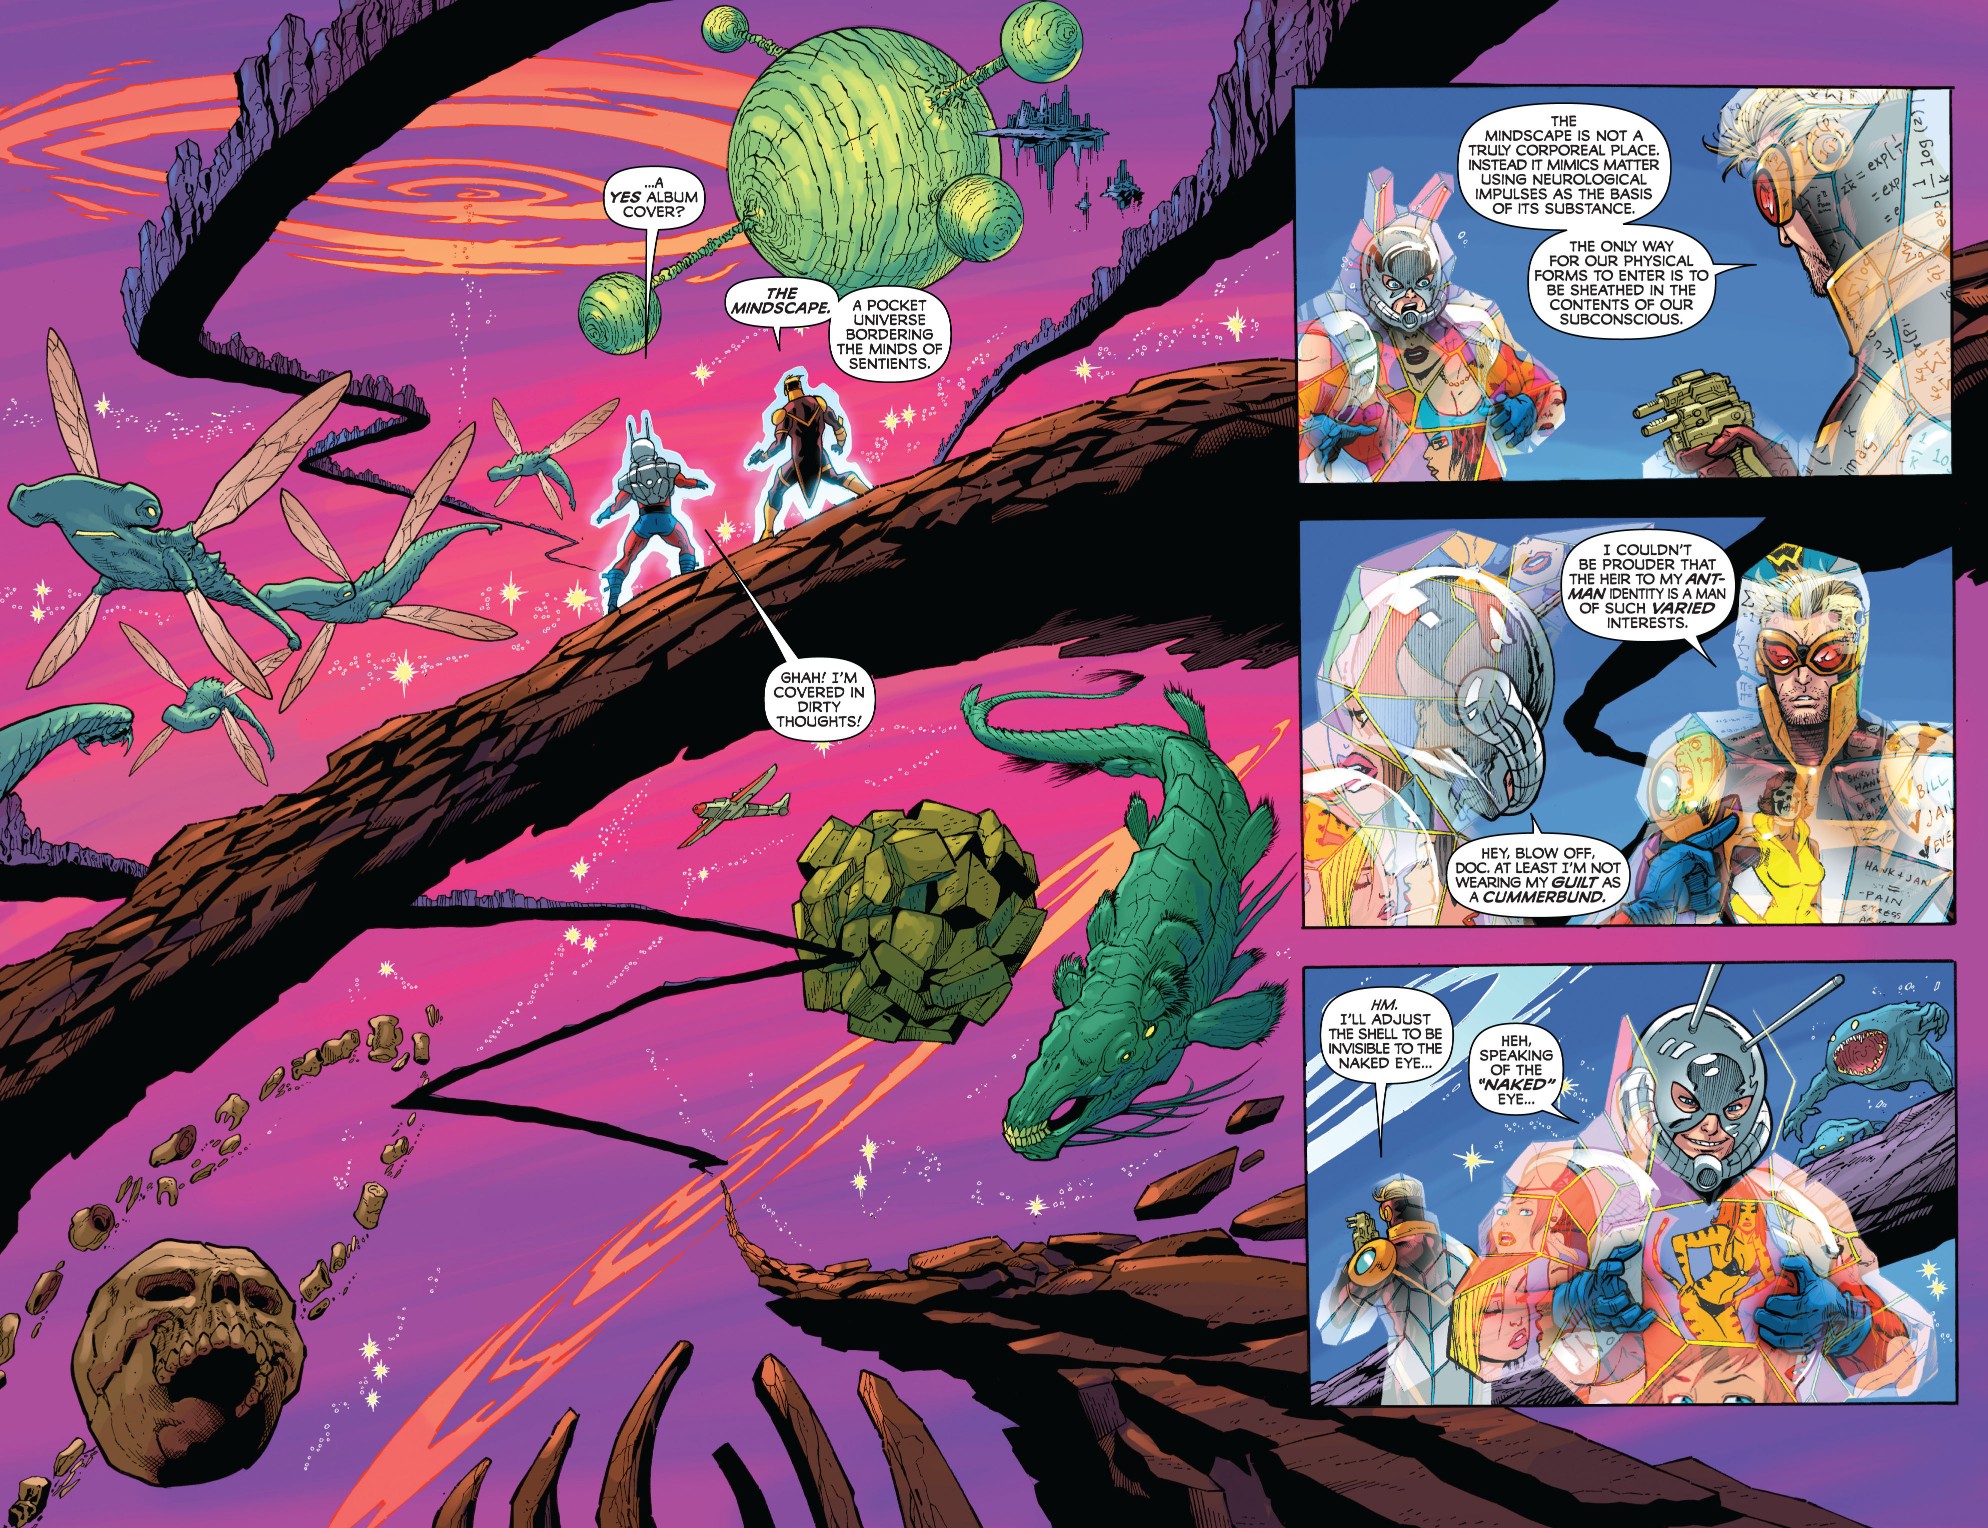 ...A
YES ALBUM
COVER?
THE
MINDSCAPE.
A POCKET
UNIVERSE
BORDERING
THE MINDS OF
SENTIENTS.
GHAH! I'M
COVERED IN
DIRTY
THOUGHTS!
THE
MINDSCAPE IS NOT A
TRULY CORPOREAL PLACE.
INSTEAD IT MIMICS MATTER
USING NEUROLOGICAL
IMPULSES AS THE BASIS
OF ITS SUBSTANCE.
THE ONLY WAY
FOR OUR PHYSICAL
FORMS TO ENTER IS TO
BE SHEATHED IN THE
CONTENTS OF OUR
SUBCONSCIOUS.
I COULDN'T
BE PROUDER THAT
THE HEIR TO MY ANT-
MAN IDENTITY IS A MAN
OF SUCH VARIED
INTERESTS.
HEY, BLOW OFF,
DOC. AT LEAST I'M NOT
WEARING MY GUILT AS
A CUMMERBUND.
BILL
JAN
HANK + JAN
=
-PAIN
HM.
I'LL ADJUST
THE SHELL TO BE
INVISIBLE TO THE
NAKED EYE...
HEH,
SPEAKING
OF THE
"NAKED"
EYE...